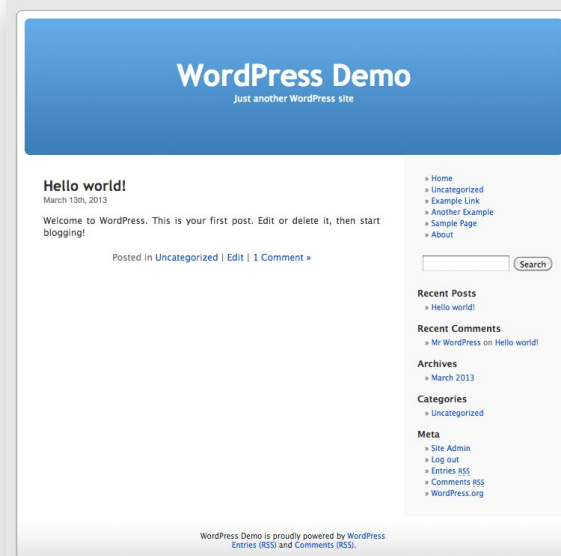 WordPress Demo
Just another WordPress site
Hello world!
March 13th, 2013
Welcome to WordPress. This is your first post. Edit or delete it, then start
blogging!
Posted in Uncategorized | Edit | 1 Comment »
» Home
» Uncategorized
» Example Link
» Another Example
» Sample Page
» About
Search
Recent Posts
» Hello world!
Recent Comments
» Mr WordPress on Hello world!
Archives
» March 2013
Categories
» Uncategorized
Meta
» Site Admin
» Log out
» Entries RSS
» Comments RSS
» WordPress.org
WordPress Demo is proudly powered by WordPress
Entries (RSS) and Comments (RSS).